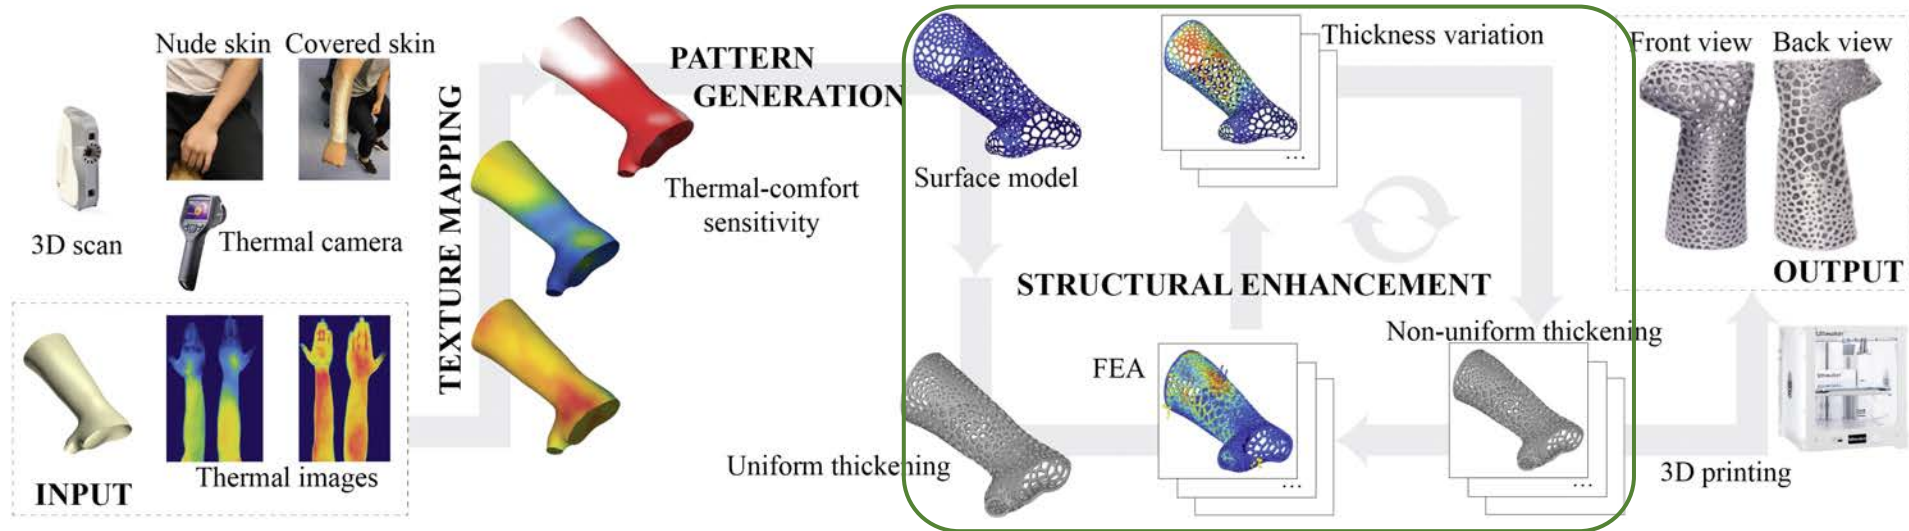 Nude skin
Covered skin
3D scan
Thermal camera
Thermal images
INPUT
TEXTURE MAPPING
PATTERN
GENERATION
Thermal-comfort
sensitivity
Surface model
Thickness variation
...
STRUCTURAL ENHANCEMENT
Uniform thickening
FEA
...
Non-uniform thickening
...
Front view
Back view
OUTPUT
3D printing